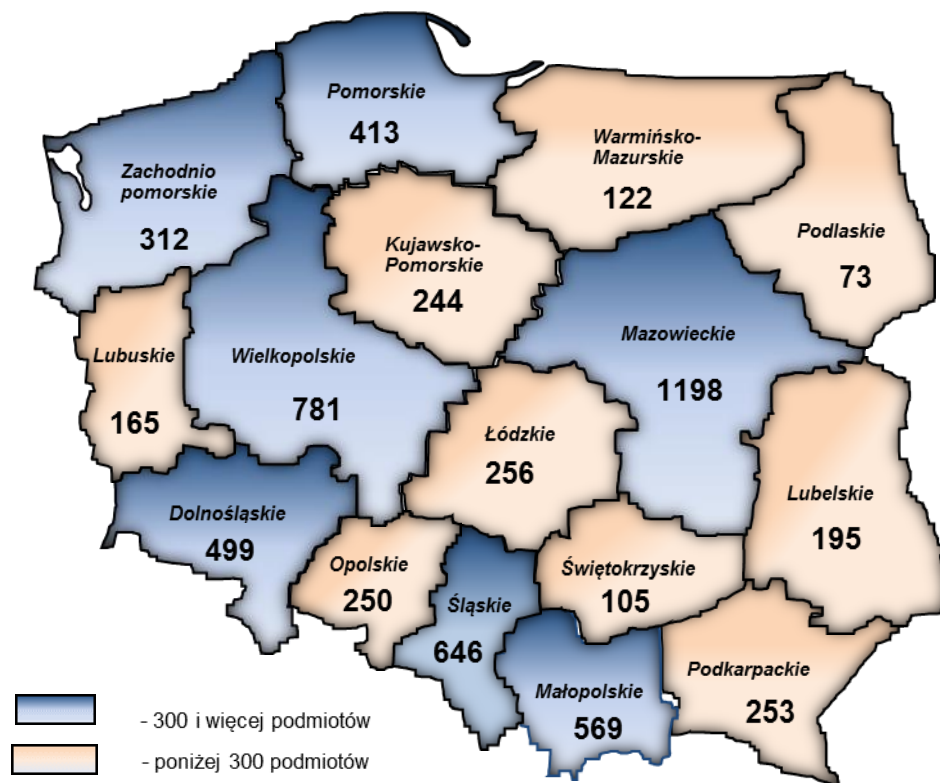 Pomorskie
413
Warmińsko-
Mazurskie
122
Zachodnio
pomorskie
312
Podlaskie
73
Kujawsko-
Pomorskie
244
Mazowieckie
1198
Lubuskie
165
Wielkopolskie
781
Łódzkie
256
Lubelskie
195
Dolnośląskie
499
Opolskie
250
Śląskie
646
Świętokrzyskie
105
Podkarpackie
253
Małopolskie
569
- 300 i więcej podmiotów
- poniżej 300 podmiotów